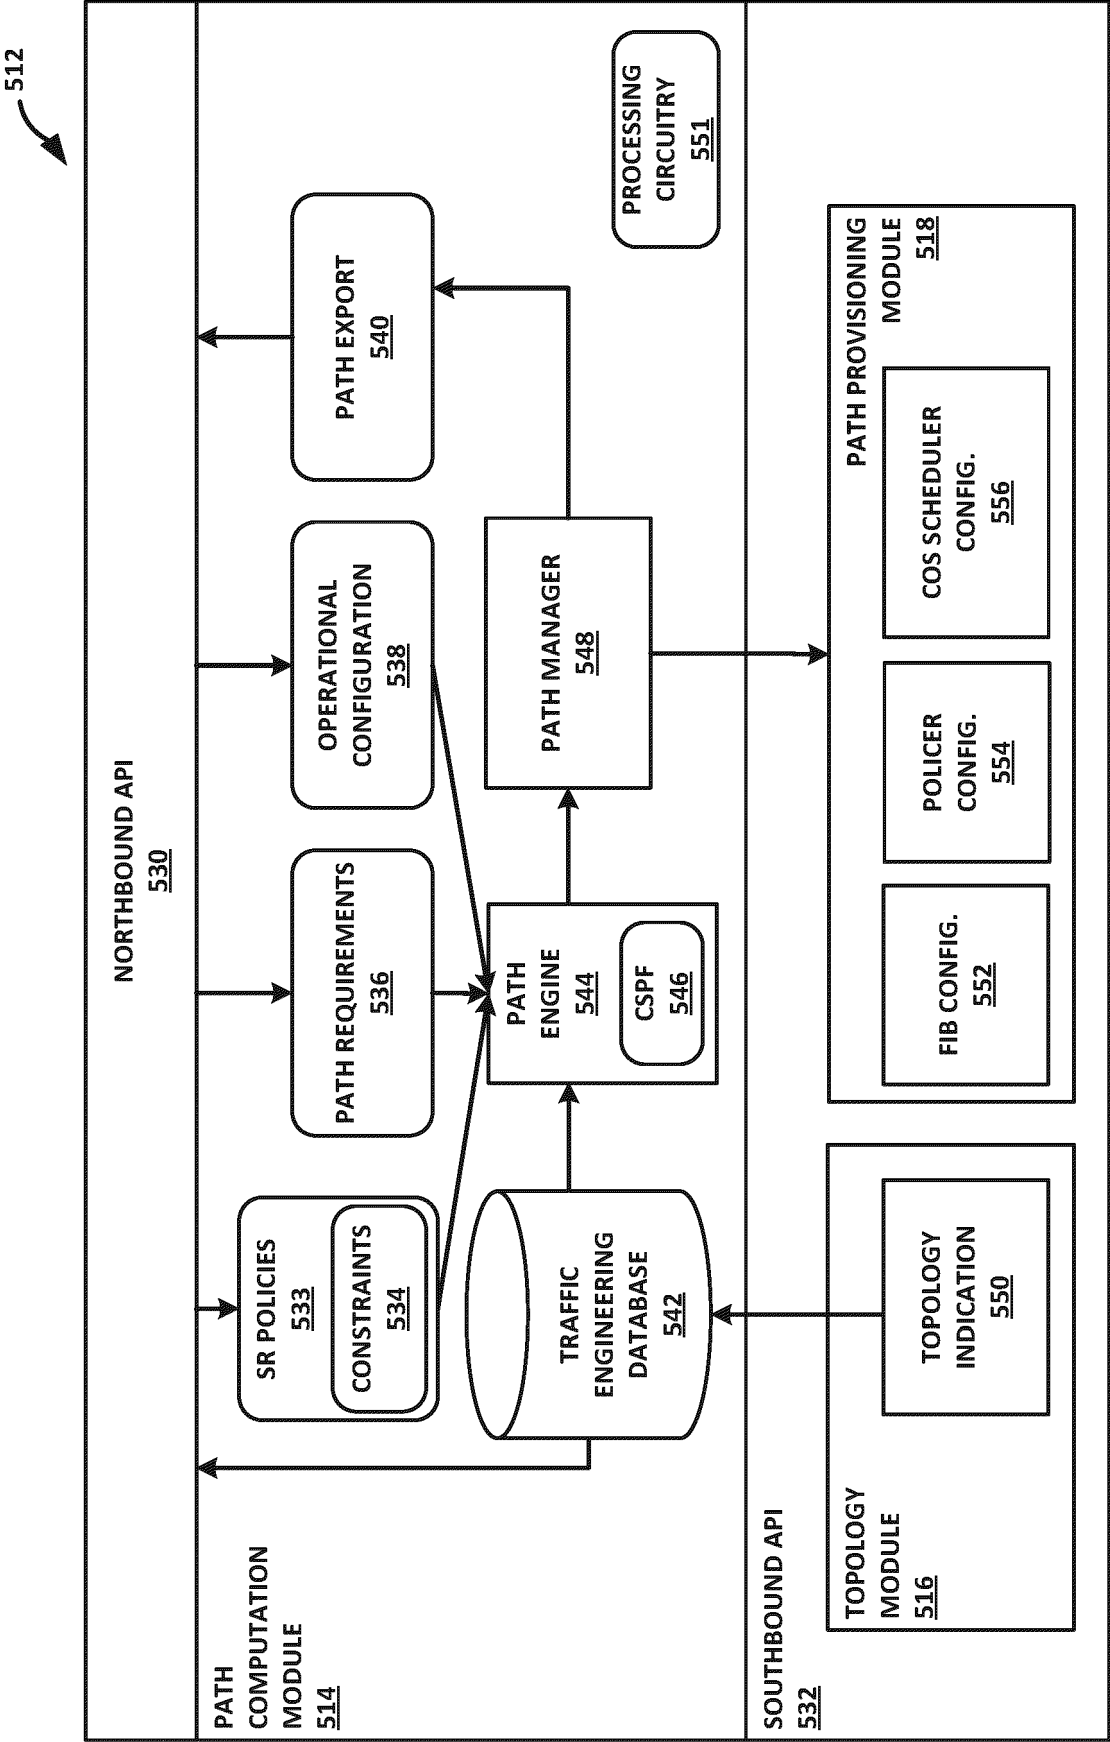 512
NORTHBOUND API
530
SR POLICIES
533
CONSTRAINTS
534
PATH REQUIREMENTS
536
OPERATIONAL
CONFIGURATION
538
PATH EXPORT
540
TRAFFIC
ENGINEERING
DATABASE
542
PATH
ENGINE
544
CSPF
546
PATH MANAGER
548
PROCESSING
CIRCUITRY
551
PATH
COMPUTATION
MODULE
514
SOUTHBOUND API
532
TOPOLOGY
MODULE
516
TOPOLOGY
INDICATION
550
PATH PROVISIONING
MODULE
518
FIB CONFIG.
552
POLICER
CONFIG.
554
COS SCHEDULER
CONFIG.
556